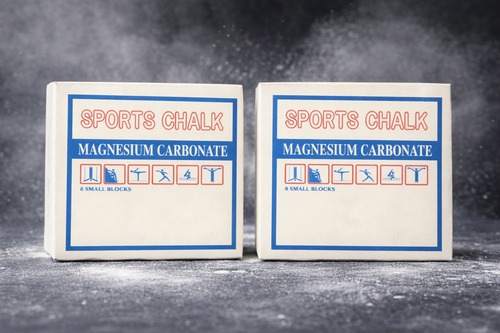 SPORTS CHALK
MAGNESIUM CARBONATE
8 SMALL BLOCKS
SPORTS CHALK
MAGNESIUM CARBONATE
8 SMALL BLOCKS